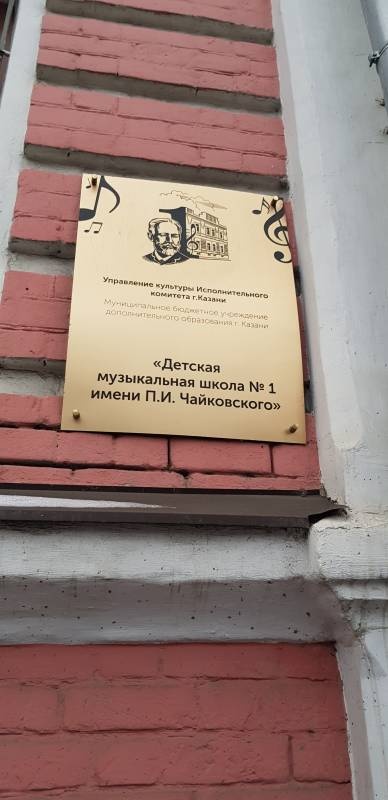 Управление культуры Исполнительного
комитета г.Казани
Муниципальное бюджетное учреждение
дополнительного образования г. Казани
«Детская
музыкальная школа № 1
имени П.И. Чайковского»